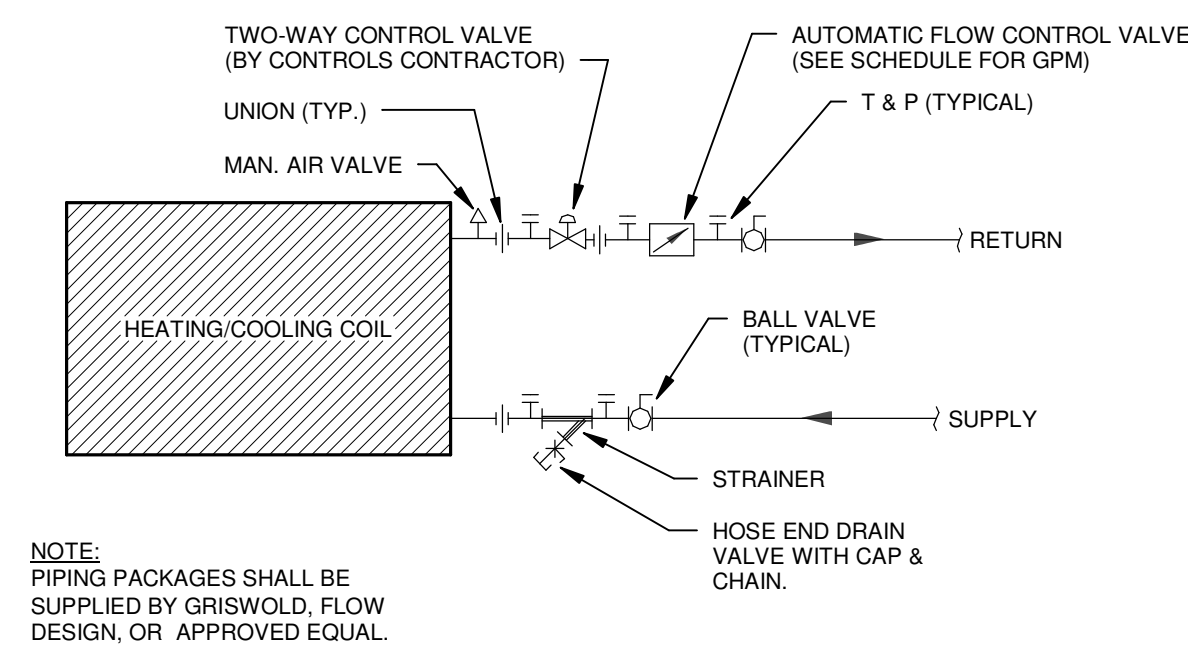 TWO-WAY CONTROL VALVE
(BY CONTROLS CONTRACTOR)
AUTOMATIC FLOW CONTROL VALVE
(SEE SCHEDULE FOR GPM)
UNION (TYP.)
T & P (TYPICAL)
MAN. AIR VALVE
RETURN
HEATING/COOLING COIL
BALL VALVE
(TYPICAL)
SUPPLY
STRAINER
HOSE END DRAIN
VALVE WITH CAP &
CHAIN.
NOTE:
PIPING PACKAGES SHALL BE
SUPPLIED BY GRISWOLD, FLOW
DESIGN, OR APPROVED EQUAL.